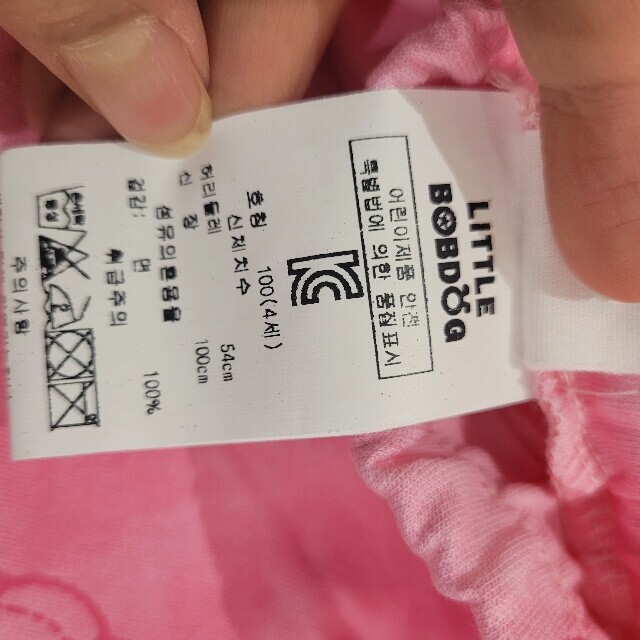 LITTLE
BOBDOG
어린이제품 안전
특별법에 의한 품질표시
KC
호칭 100(4세)
신체치수
허리둘레 54cm
신 장 100cm
섬유의혼용율
겉감: 면 100%
취급주의
주의사항